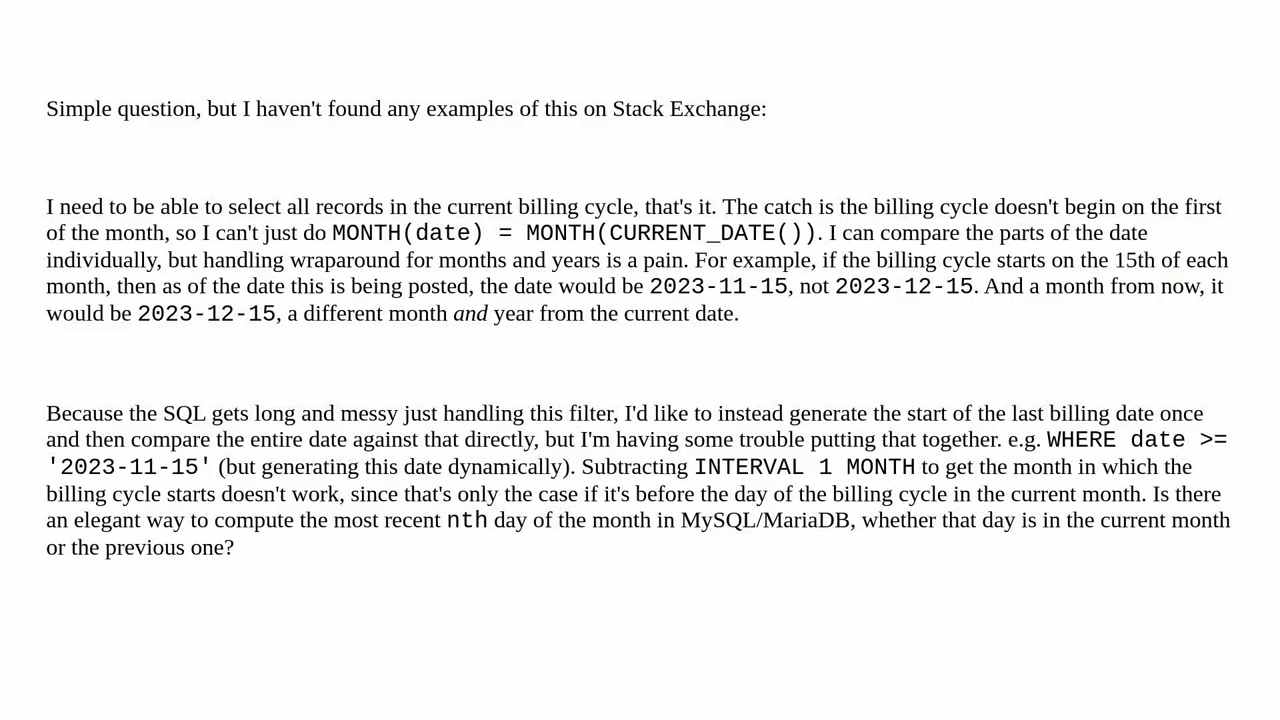 Simple question, but I haven't found any examples of this on Stack Exchange:
I need to be able to select all records in the current billing cycle, that's it. The catch is the billing cycle doesn't begin on the first
of the month, so I can't just do MONTH(date) = MONTH(CURRENT_DATE()). I can compare the parts of the date
individually, but handling wraparound for months and years is a pain. For example, if the billing cycle starts on the 15th of each
month, then as of the date this is being posted, the date would be 2023-11-15, not 2023-12-15. And a month from now, it
would be 2023-12-15, a different month and year from the current date.
Because the SQL gets long and messy just handling this filter, I'd like to instead generate the start of the last billing date once
and then compare the entire date against that directly, but I'm having some trouble putting that together. e.g. WHERE date >=
'2023-11-15' (but generating this date dynamically). Subtracting INTERVAL 1 MONTH to get the month in which the
billing cycle starts doesn't work, since that's only the case if it's before the day of the billing cycle in the current month. Is there
an elegant way to compute the most recent nth day of the month in MySQL/MariaDB, whether that day is in the current month
or the previous one?